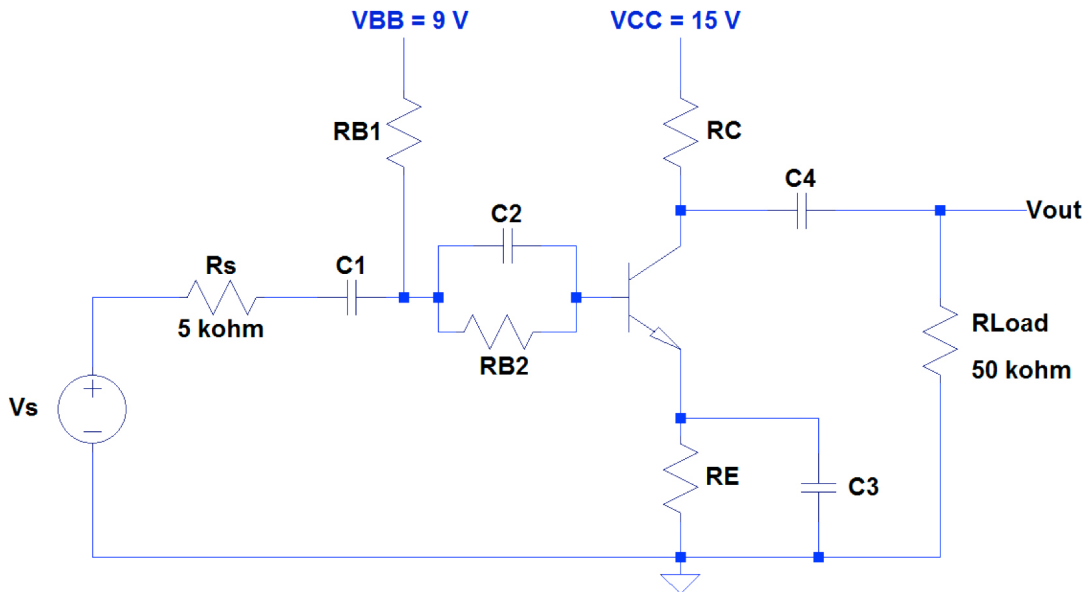 VBB = 9 V
VCC = 15 V
RB1
RC
C4
Vout
C2
C1
Rs
5 kohm
RB2
RLoad
50 kohm
Vs
+
−
RE
C3